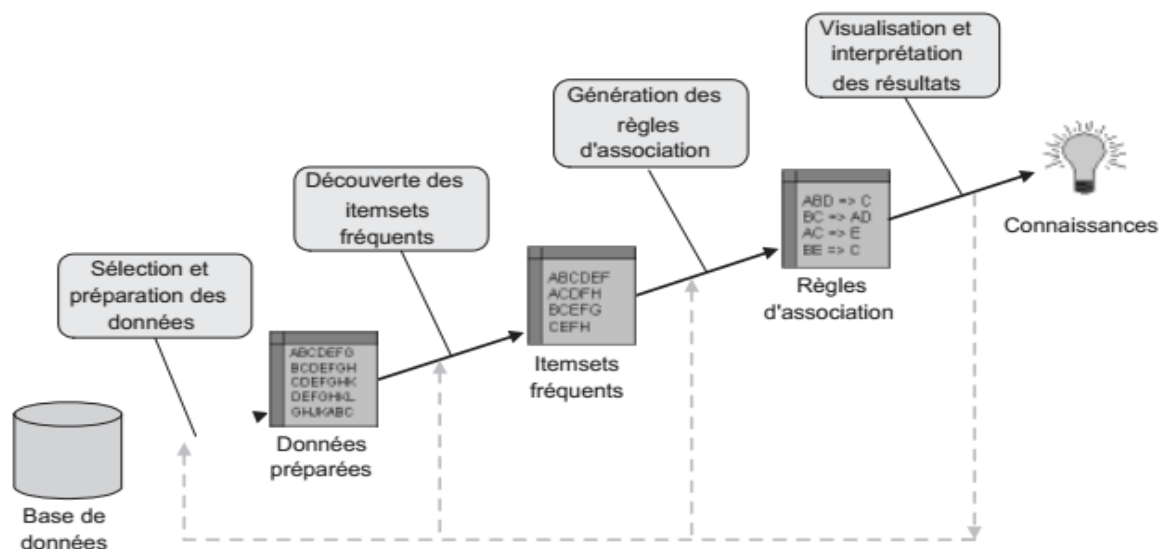 Visualisation et
interprétation
des résultats
Génération des
règles
d'association
Découverte des
itemsets
fréquents
Sélection et
préparation des
données
ABCDEFG
BCDEFGH
CDEFGHK
DEFGHKL
GHJKABC
Données
préparées
ABCDEF
ACDFH
BCEFG
CEFH
Itemsets
fréquents
ABD => C
BC => AD
AC => E
BE => C
Règles
d'association
Connaissances
Base de
données